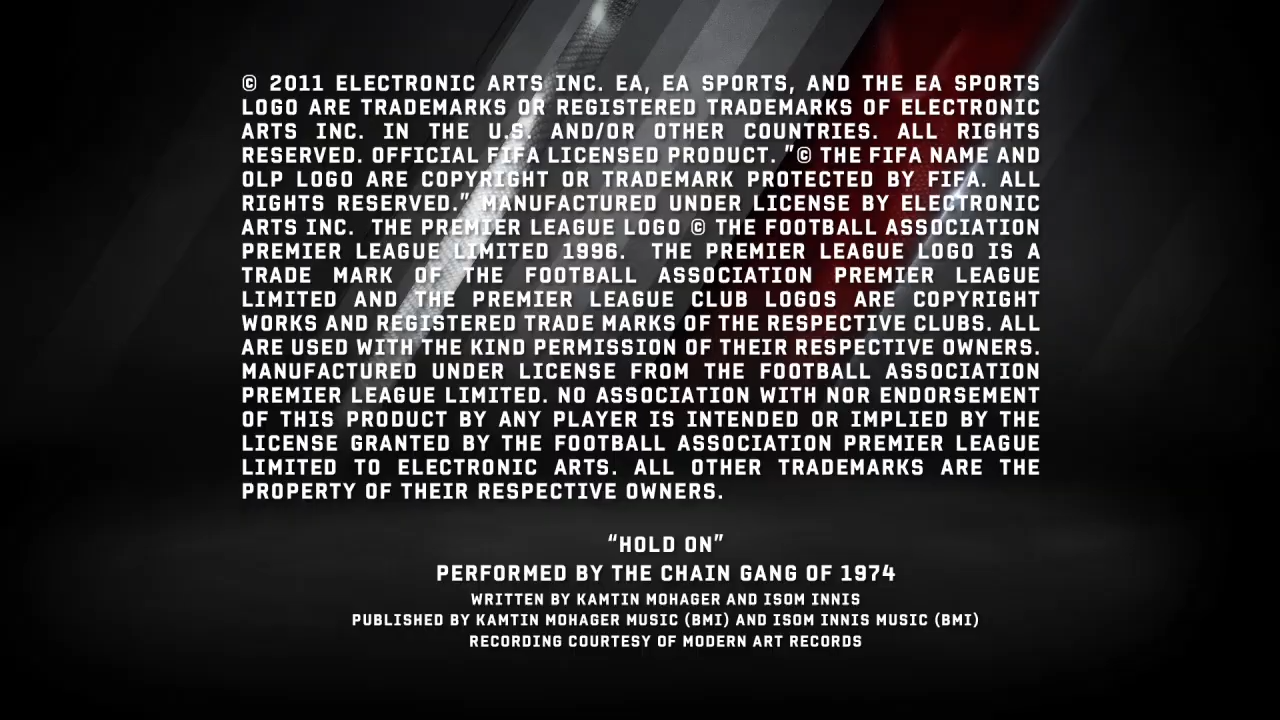 © 2011 ELECTRONIC ARTS INC. EA, EA SPORTS, AND THE EA SPORTS
LOGO ARE TRADEMARKS OR REGISTERED TRADEMARKS OF ELECTRONIC
ARTS INC. IN THE U.S. AND/OR OTHER COUNTRIES. ALL RIGHTS
RESERVED. OFFICIAL FIFA LICENSED PRODUCT. "© THE FIFA NAME AND
OLP LOGO ARE COPYRIGHT OR TRADEMARK PROTECTED BY FIFA. ALL
RIGHTS RESERVED." MANUFACTURED UNDER LICENSE BY ELECTRONIC
ARTS INC. THE PREMIER LEAGUE LOGO © THE FOOTBALL ASSOCIATION
PREMIER LEAGUE LIMITED 1996. THE PREMIER LEAGUE LOGO IS A
TRADE MARK OF THE FOOTBALL ASSOCIATION PREMIER LEAGUE
LIMITED AND THE PREMIER LEAGUE CLUB LOGOS ARE COPYRIGHT
WORKS AND REGISTERED TRADE MARKS OF THE RESPECTIVE CLUBS. ALL
ARE USED WITH THE KIND PERMISSION OF THEIR RESPECTIVE OWNERS.
MANUFACTURED UNDER LICENSE FROM THE FOOTBALL ASSOCIATION
PREMIER LEAGUE LIMITED. NO ASSOCIATION WITH NOR ENDORSEMENT
OF THIS PRODUCT BY ANY PLAYER IS INTENDED OR IMPLIED BY THE
LICENSE GRANTED BY THE FOOTBALL ASSOCIATION PREMIER LEAGUE
LIMITED TO ELECTRONIC ARTS. ALL OTHER TRADEMARKS ARE THE
PROPERTY OF THEIR RESPECTIVE OWNERS.
“HOLD ON”
PERFORMED BY THE CHAIN GANG OF 1974
WRITTEN BY KAMTIN MOHAGER AND ISOM INNIS
PUBLISHED BY KAMTIN MOHAGER MUSIC (BMI) AND ISOM INNIS MUSIC (BMI)
RECORDING COURTESY OF MODERN ART RECORDS